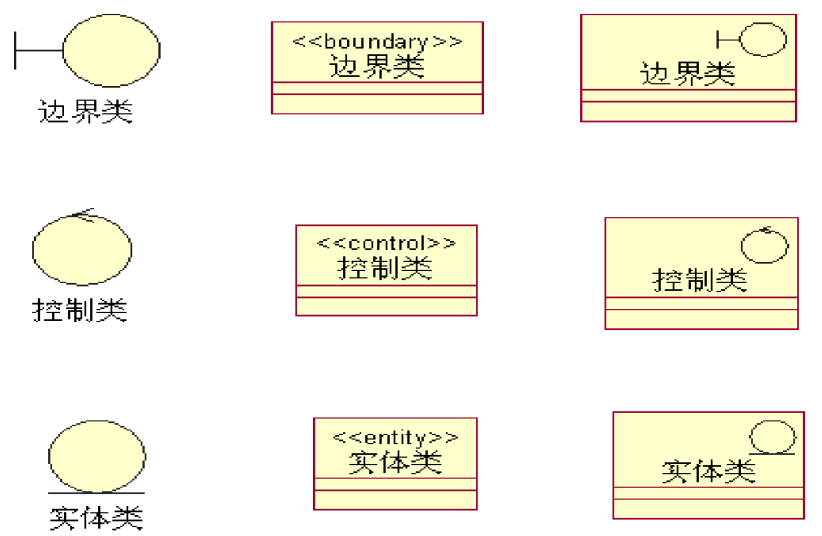 边界类
<<boundary>>
边界类
边界类
控制类
<<control>>
控制类
控制类
实体类
<<entity>>
实体类
实体类